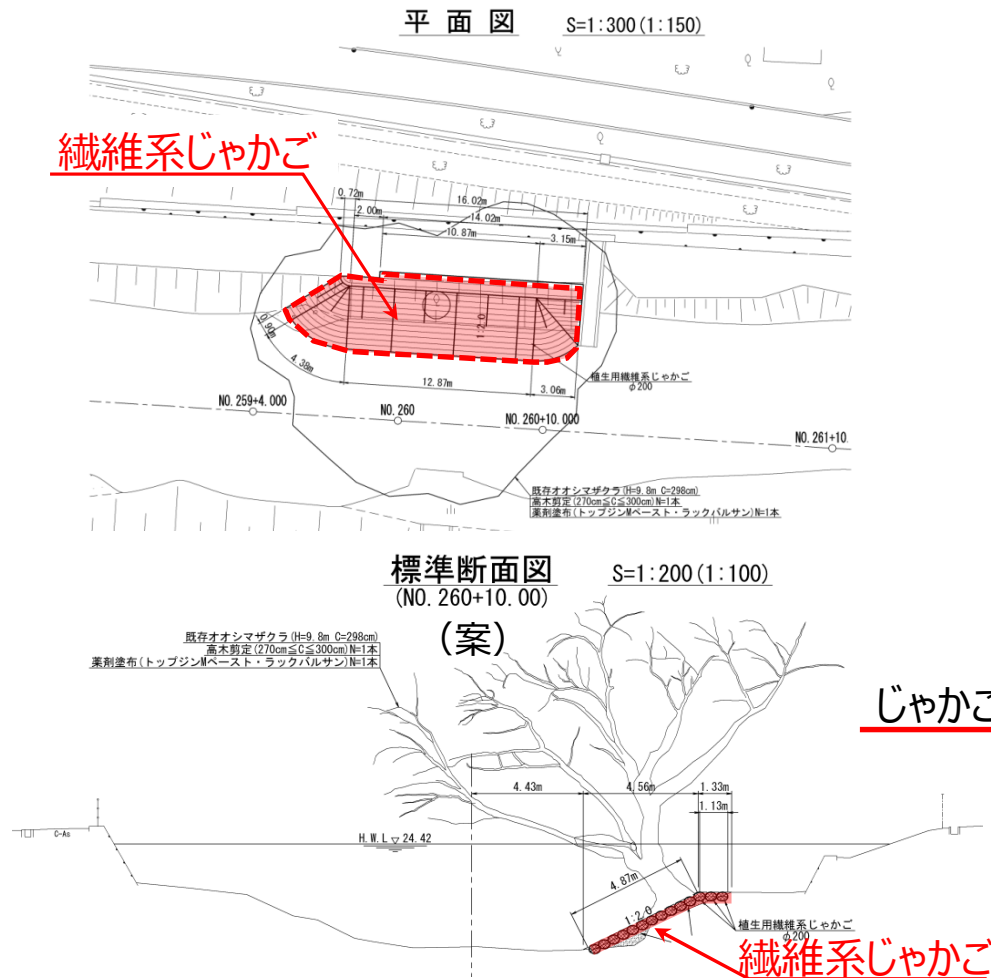 平面図 S=1:300(1:150)
繊維系じゃかご
0.72m
16.02m
2.00m
14.02m
10.87m
3.15m
1:2.0
0.90m
4.38m
12.87m
3.06m
植生用繊維系じゃかご
φ200
NO.259+4.000
NO.260
NO.260+10.000
NO.261+10.
既存オオシマザクラ(H=9.8m C=298cm)
高木剪定(270cm≦C≦300cm)N=1本
薬剤塗布(トップジンMペースト・ラックバルサン)N=1本
標準断面図 S=1:200(1:100)
(NO.260+10.00)
(案)
既存オオシマザクラ(H=9.8m C=298cm)
高木剪定(270cm≦C≦300cm)N=1本
薬剤塗布(トップジンMペースト・ラックバルサン)N=1本
じゃかご
4.43m
4.56m
1.33m
1.13m
C-As
H.W.L▽24.42
4.87m
1:2.0
植生用繊維系じゃかご
φ200
繊維系じゃかご